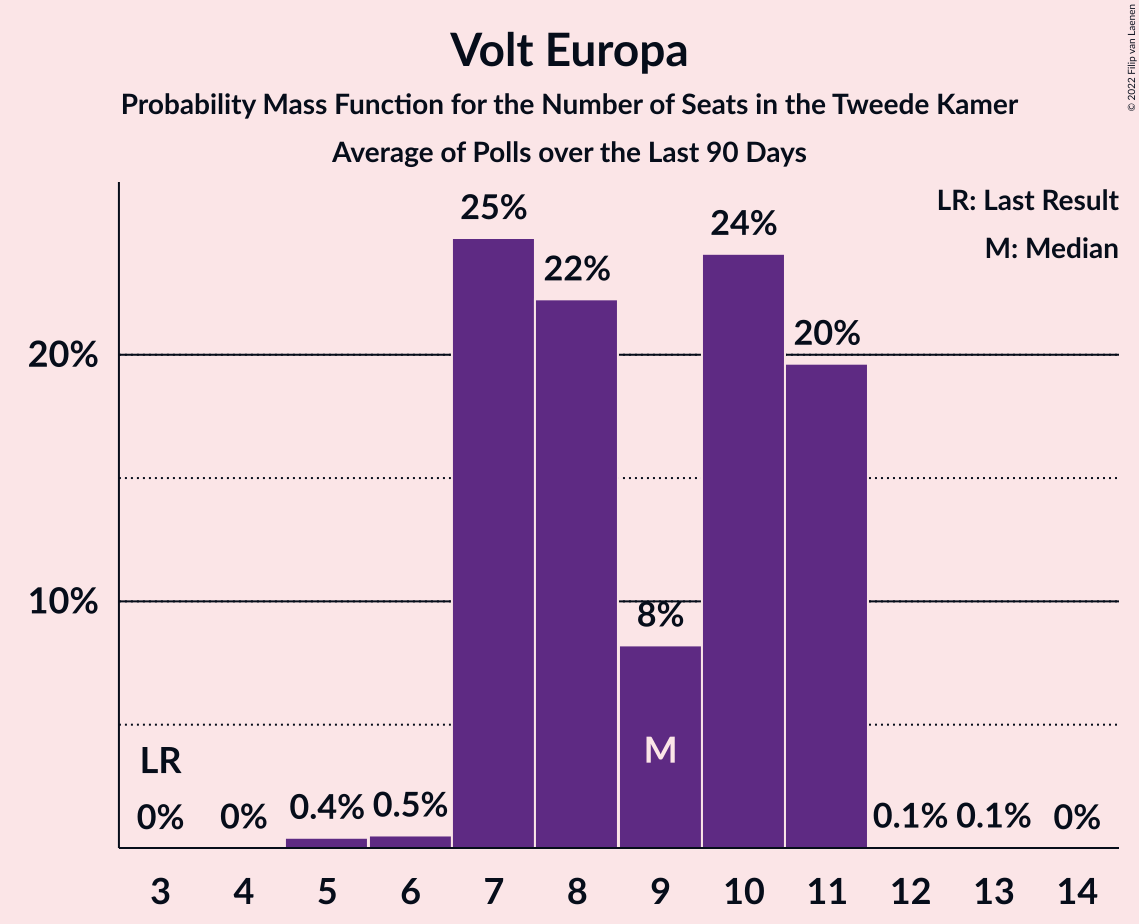 Volt Europa
Probability Mass Function for the Number of Seats in the Tweede Kamer
Average of Polls over the Last 90 Days
© 2022 Filip van Laenen
LR: Last Result
M: Median
20%
10%
LR
0%
0%
0.4%
0.5%
25%
22%
8%
M
24%
20%
0.1%
0.1%
0%
3 4 5 6 7 8 9 10 11 12 13 14